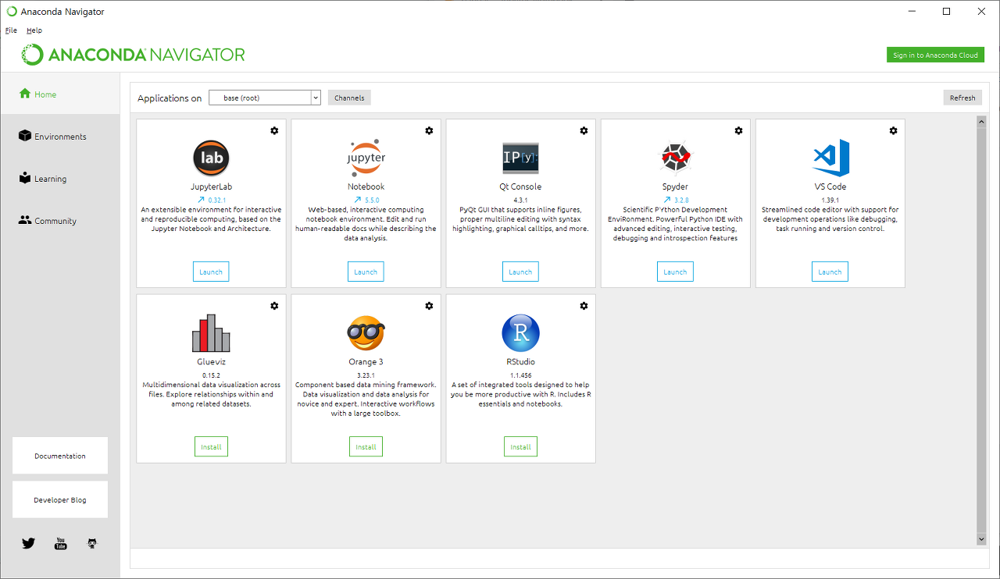 Anaconda Navigator
File Help
ANACONDA NAVIGATOR
Sign in to Anaconda Cloud
Home
Environments
Learning
Community
Documentation
Developer Blog
You
Tube
Applications on base (root) Channels Refresh
lab
JupyterLab
0.32.1
An extensible environment for interactive
and reproducible computing, based on the
Jupyter Notebook and Architecture.
Launch
jupyter
Notebook
5.5.0
Web-based, interactive computing
notebook environment. Edit and run
human-readable docs while describing the
data analysis.
Launch
IP[y]:
Qt Console
4.3.1
PyQt GUI that supports inline figures,
proper multiline editing with syntax
highlighting, graphical calltips, and more.
Launch
Spyder
3.2.8
Scientific PYthon Development
EnviRonment. Powerful Python IDE with
advanced editing, interactive testing,
debugging and introspection features
Launch
VS Code
1.39.1
Streamlined code editor with support for
development operations like debugging,
task running and version control.
Launch
Glueviz
0.15.2
Multidimensional data visualization across
files. Explore relationships within and
among related datasets.
Install
Orange 3
3.23.1
Component based data mining framework.
Data visualization and data analysis for
novice and expert. Interactive workflows
with a large toolbox.
Install
R
RStudio
1.1.456
A set of integrated tools designed to help
you be more productive with R. Includes R
essentials and notebooks.
Install